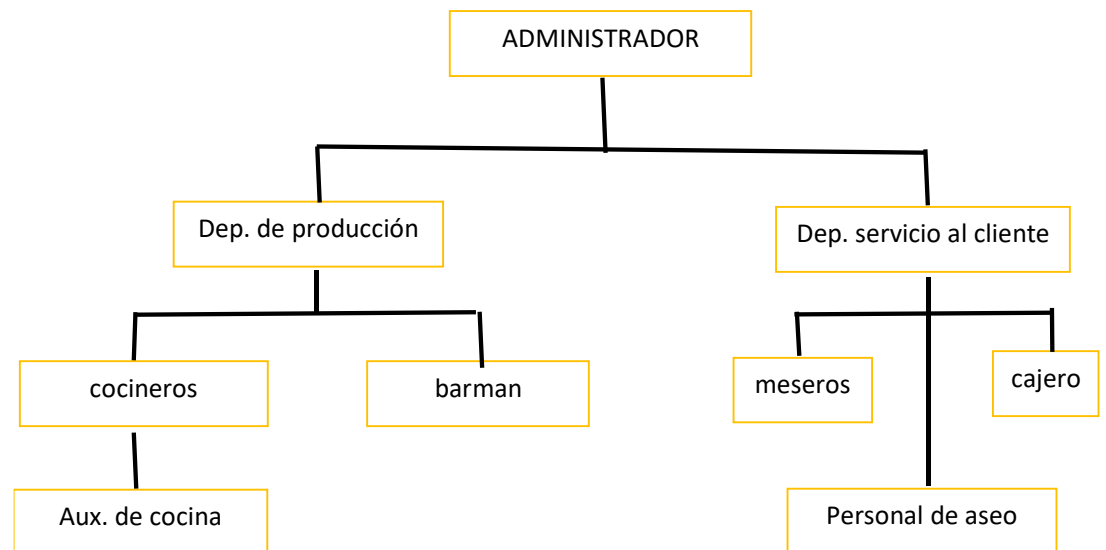 ADMINISTRADOR
Dep. de producción
Dep. servicio al cliente
cocineros
barman
meseros
cajero
Aux. de cocina
Personal de aseo